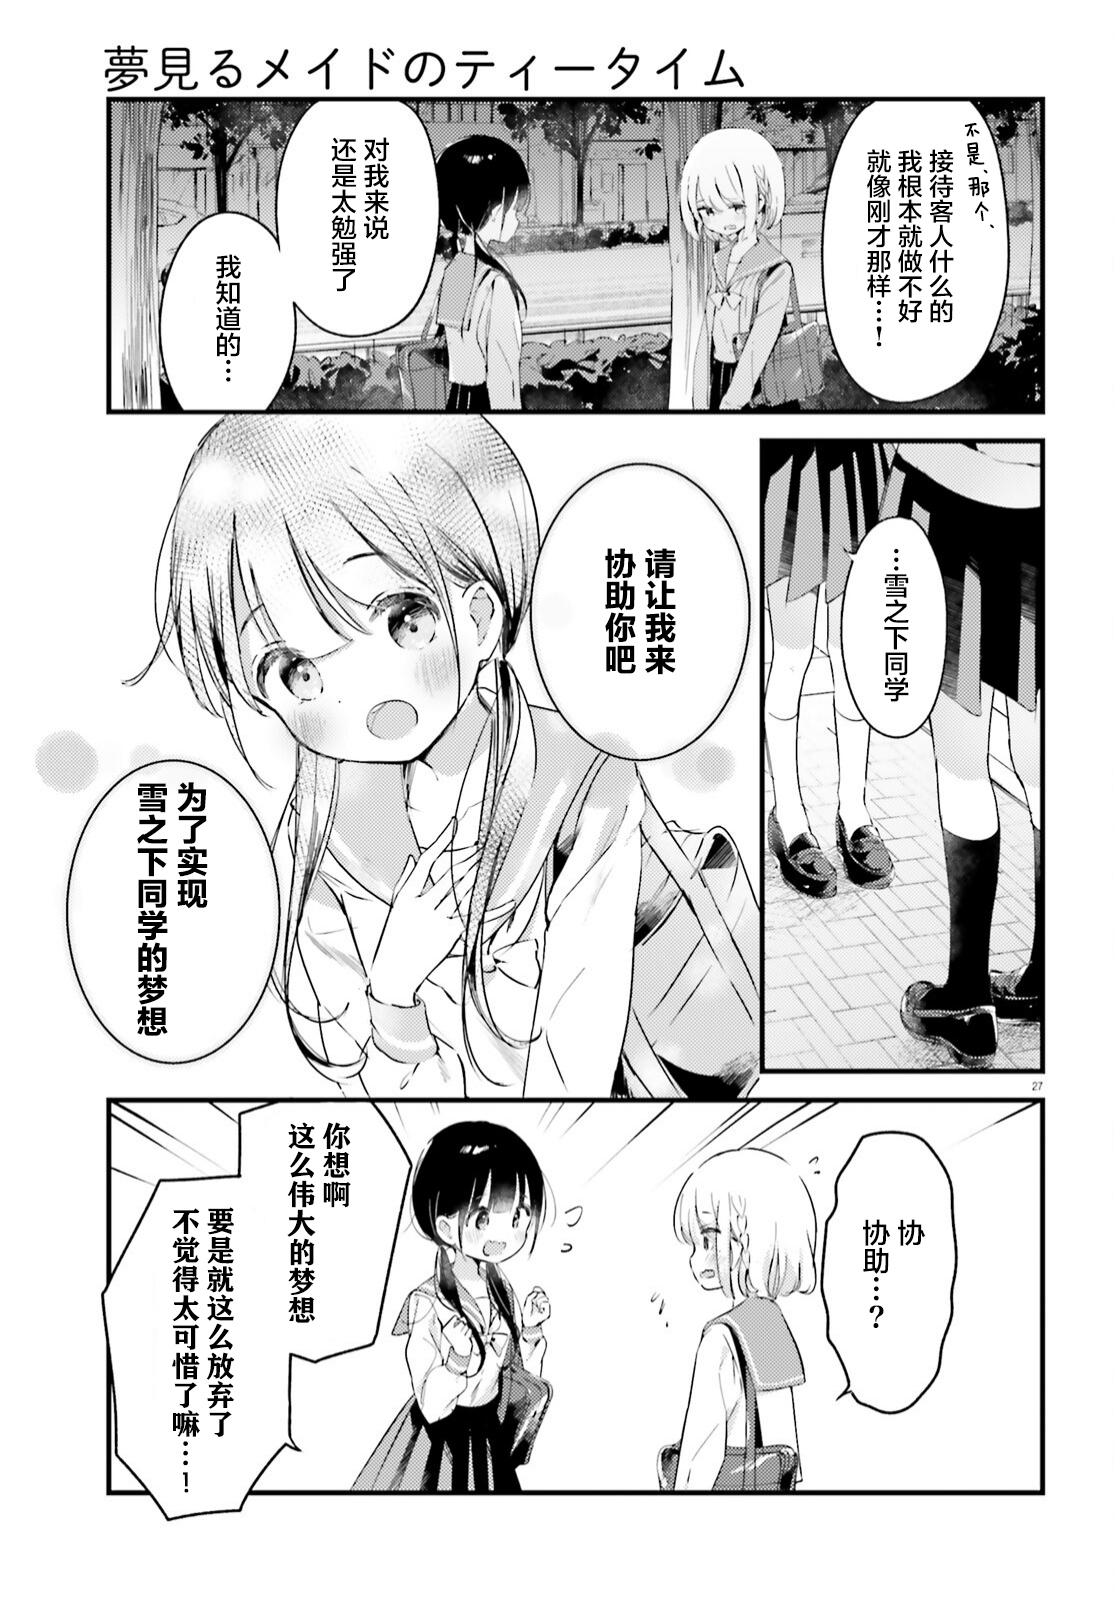 夢見るメイドのティータイム
不是、那个、
接待客人什么的
我根本就做不好
就像刚才那样…!
对我来说
还是太勉强了
我知道的…
…雪之下同学
请让我来
协助你吧
为了实现
雪之下同学的梦想
27
协
协助…?
你想啊
这么伟大的梦想
要是就这么放弃了
不觉得太可惜了嘛…!